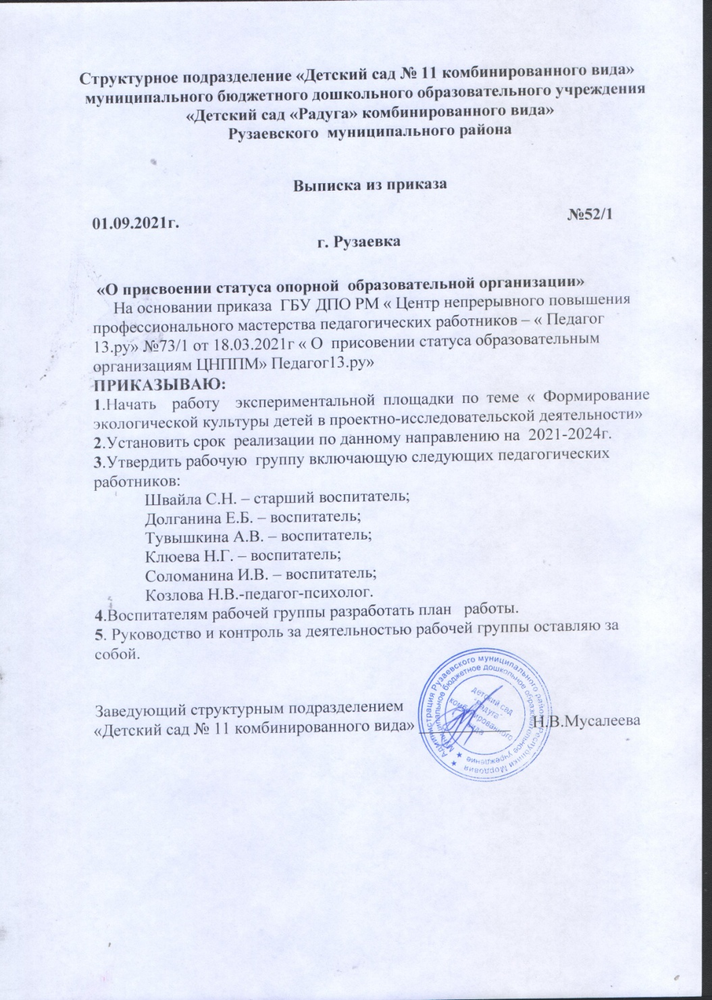 Структурное подразделение «Детский сад № 11 комбинированного вида»
муниципального бюджетного дошкольного образовательного учреждения
«Детский сад «Радуга» комбинированного вида»
Рузаевского муниципального района
Выписка из приказа
01.09.2021г. №52/1
г. Рузаевка
«О присвоении статуса опорной образовательной организации»
На основании приказа ГБУ ДПО РМ « Центр непрерывного повышения
профессионального мастерства педагогических работников – « Педагог
13.ру» №73/1 от 18.03.2021г « О присовении статуса образовательным
организациям ЦНППМ» Педагог13.ру»
ПРИКАЗЫВАЮ:
1.Начать работу экспериментальной площадки по теме « Формирование
экологической культуры детей в проектно-исследовательской деятельности»
2.Установить срок реализации по данному направлению на 2021-2024г.
3.Утвердить рабочую группу включающую следующих педагогических
работников:
Швайла С.Н. – старший воспитатель;
Долганина Е.Б. – воспитатель;
Тувышкина А.В. – воспитатель;
Клюева Н.Г. – воспитатель;
Соломанина И.В. – воспитатель;
Козлова Н.В.-педагог-психолог.
4.Воспитателям рабочей группы разработать план работы.
5. Руководство и контроль за деятельностью рабочей группы оставляю за
собой.
Заведующий структурным подразделением
«Детский сад № 11 комбинированного вида» ___________ Н.В.Мусалеева
Администрация Рузаевского муниципального района Республики Мордовия
Муниципальное бюджетное дошкольное образовательное учреждение
детский сад
"Радуга"
комбинированного
вида